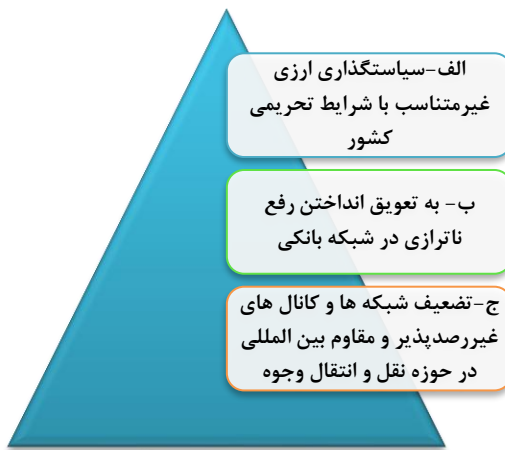 الف-سیاستگذاری ارزی
غیرمتناسب با شرایط تحریمی
کشور
ب- به تعویق انداختن رفع
ناترازی در شبکه بانکی
ج-تضعیف شبکه ها و کانال های
غیررصدپذیر و مقاوم بین المللی
در حوزه نقل و انتقال وجوه